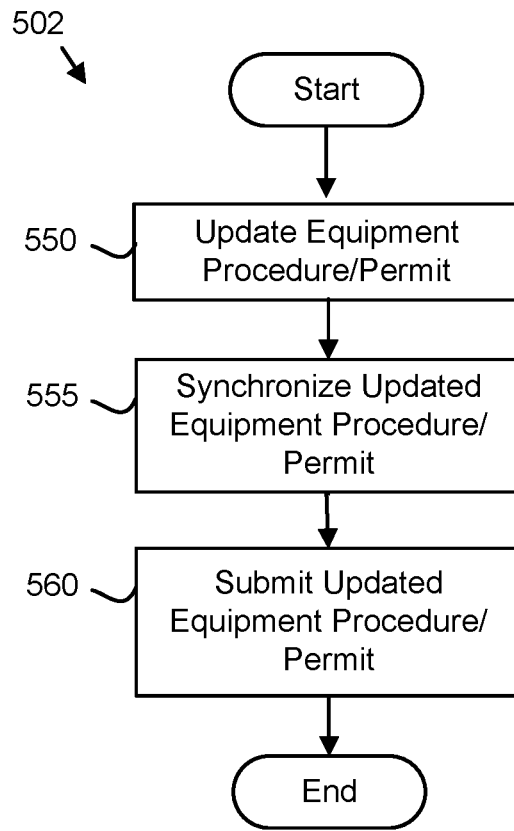 502
Start
550
Update Equipment
Procedure/Permit
555
Synchronize Updated
Equipment Procedure/
Permit
560
Submit Updated
Equipment Procedure/
Permit
End